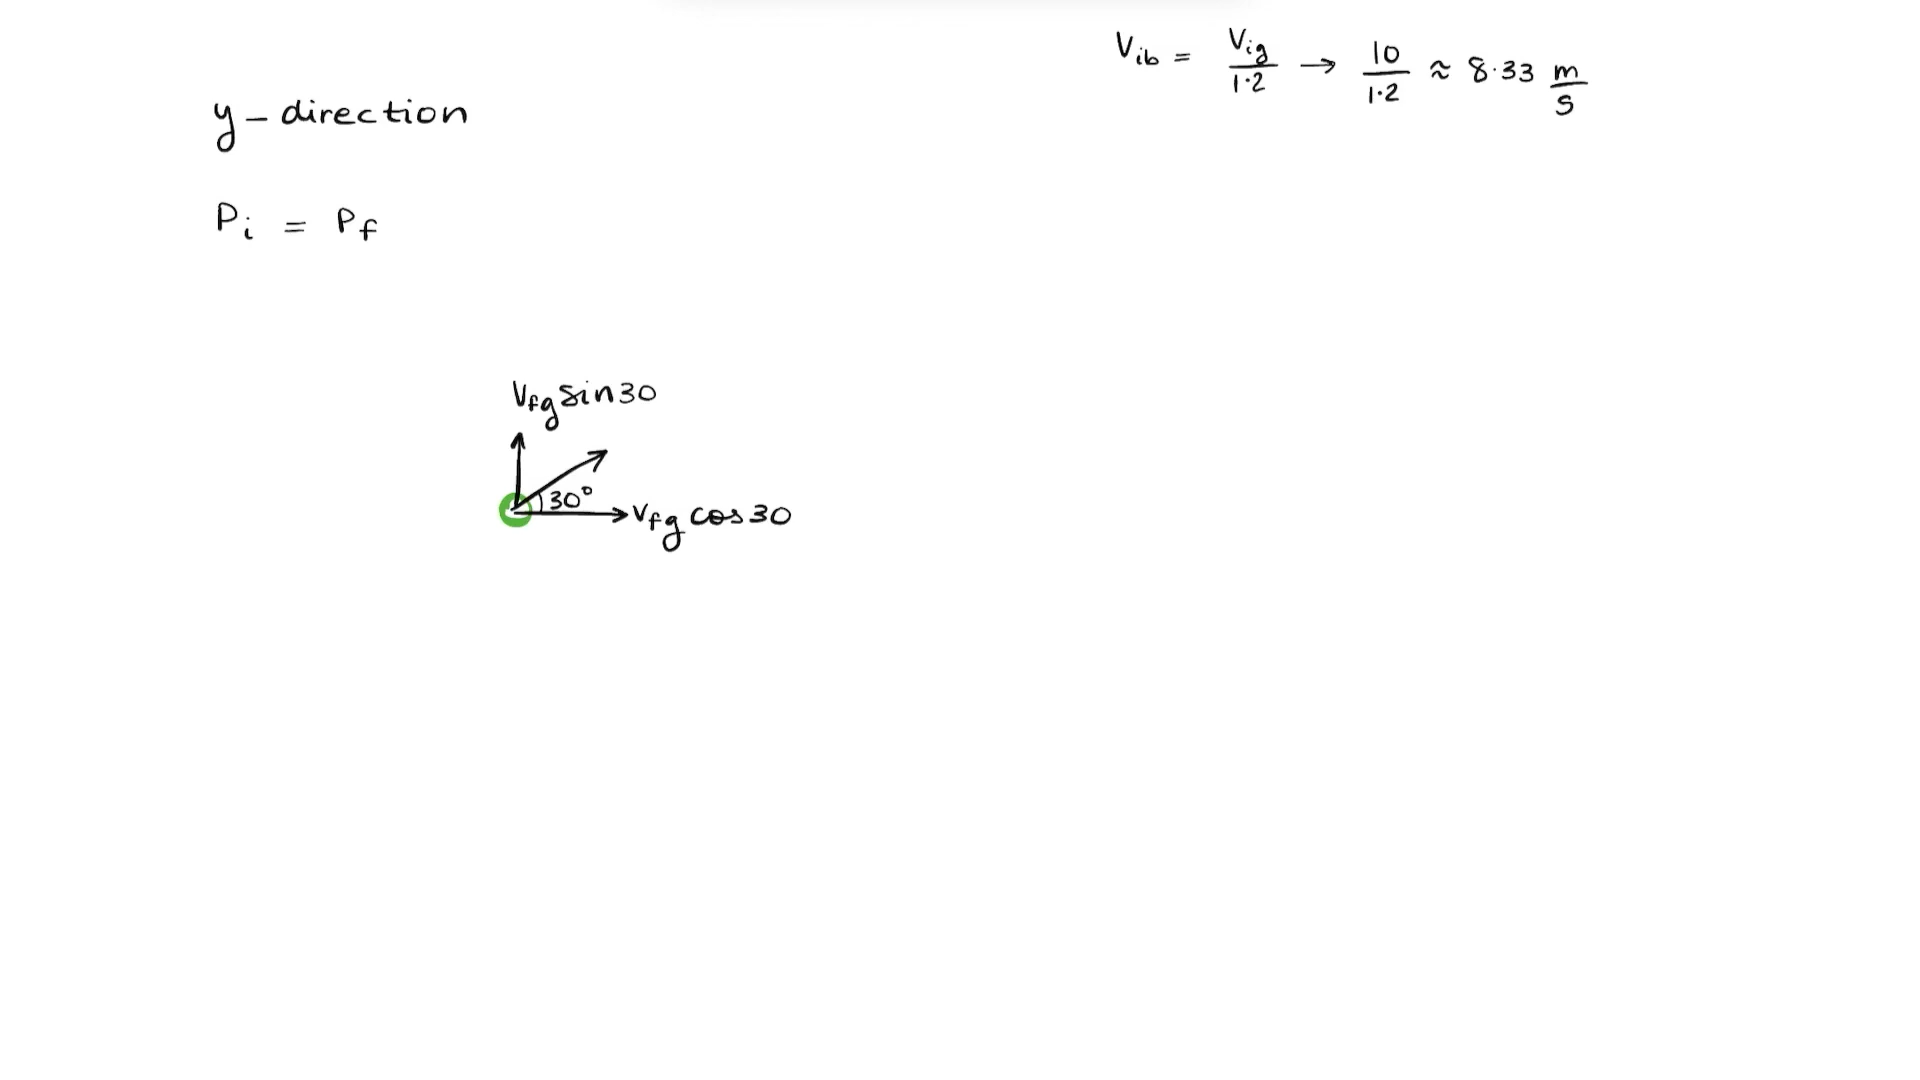 V_ib = V_ig / 1.2 → 10 / 1.2 ≈ 8.33 m / s
y - direction
P_i = P_f
V_fg sin30
30°
V_fg cos30